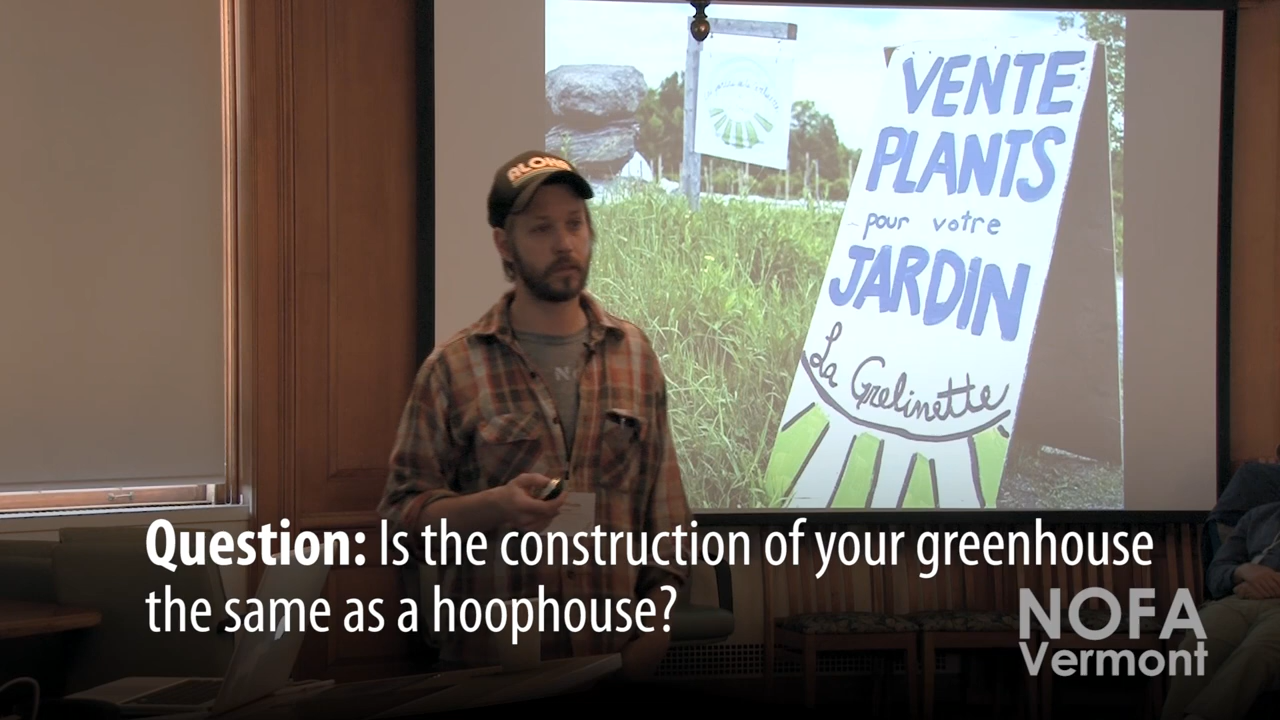 VENTE
PLANTS
pour votre
JARDIN
La Grelinette
Question: Is the construction of your greenhouse
the same as a hoophouse?
NOFA
Vermont